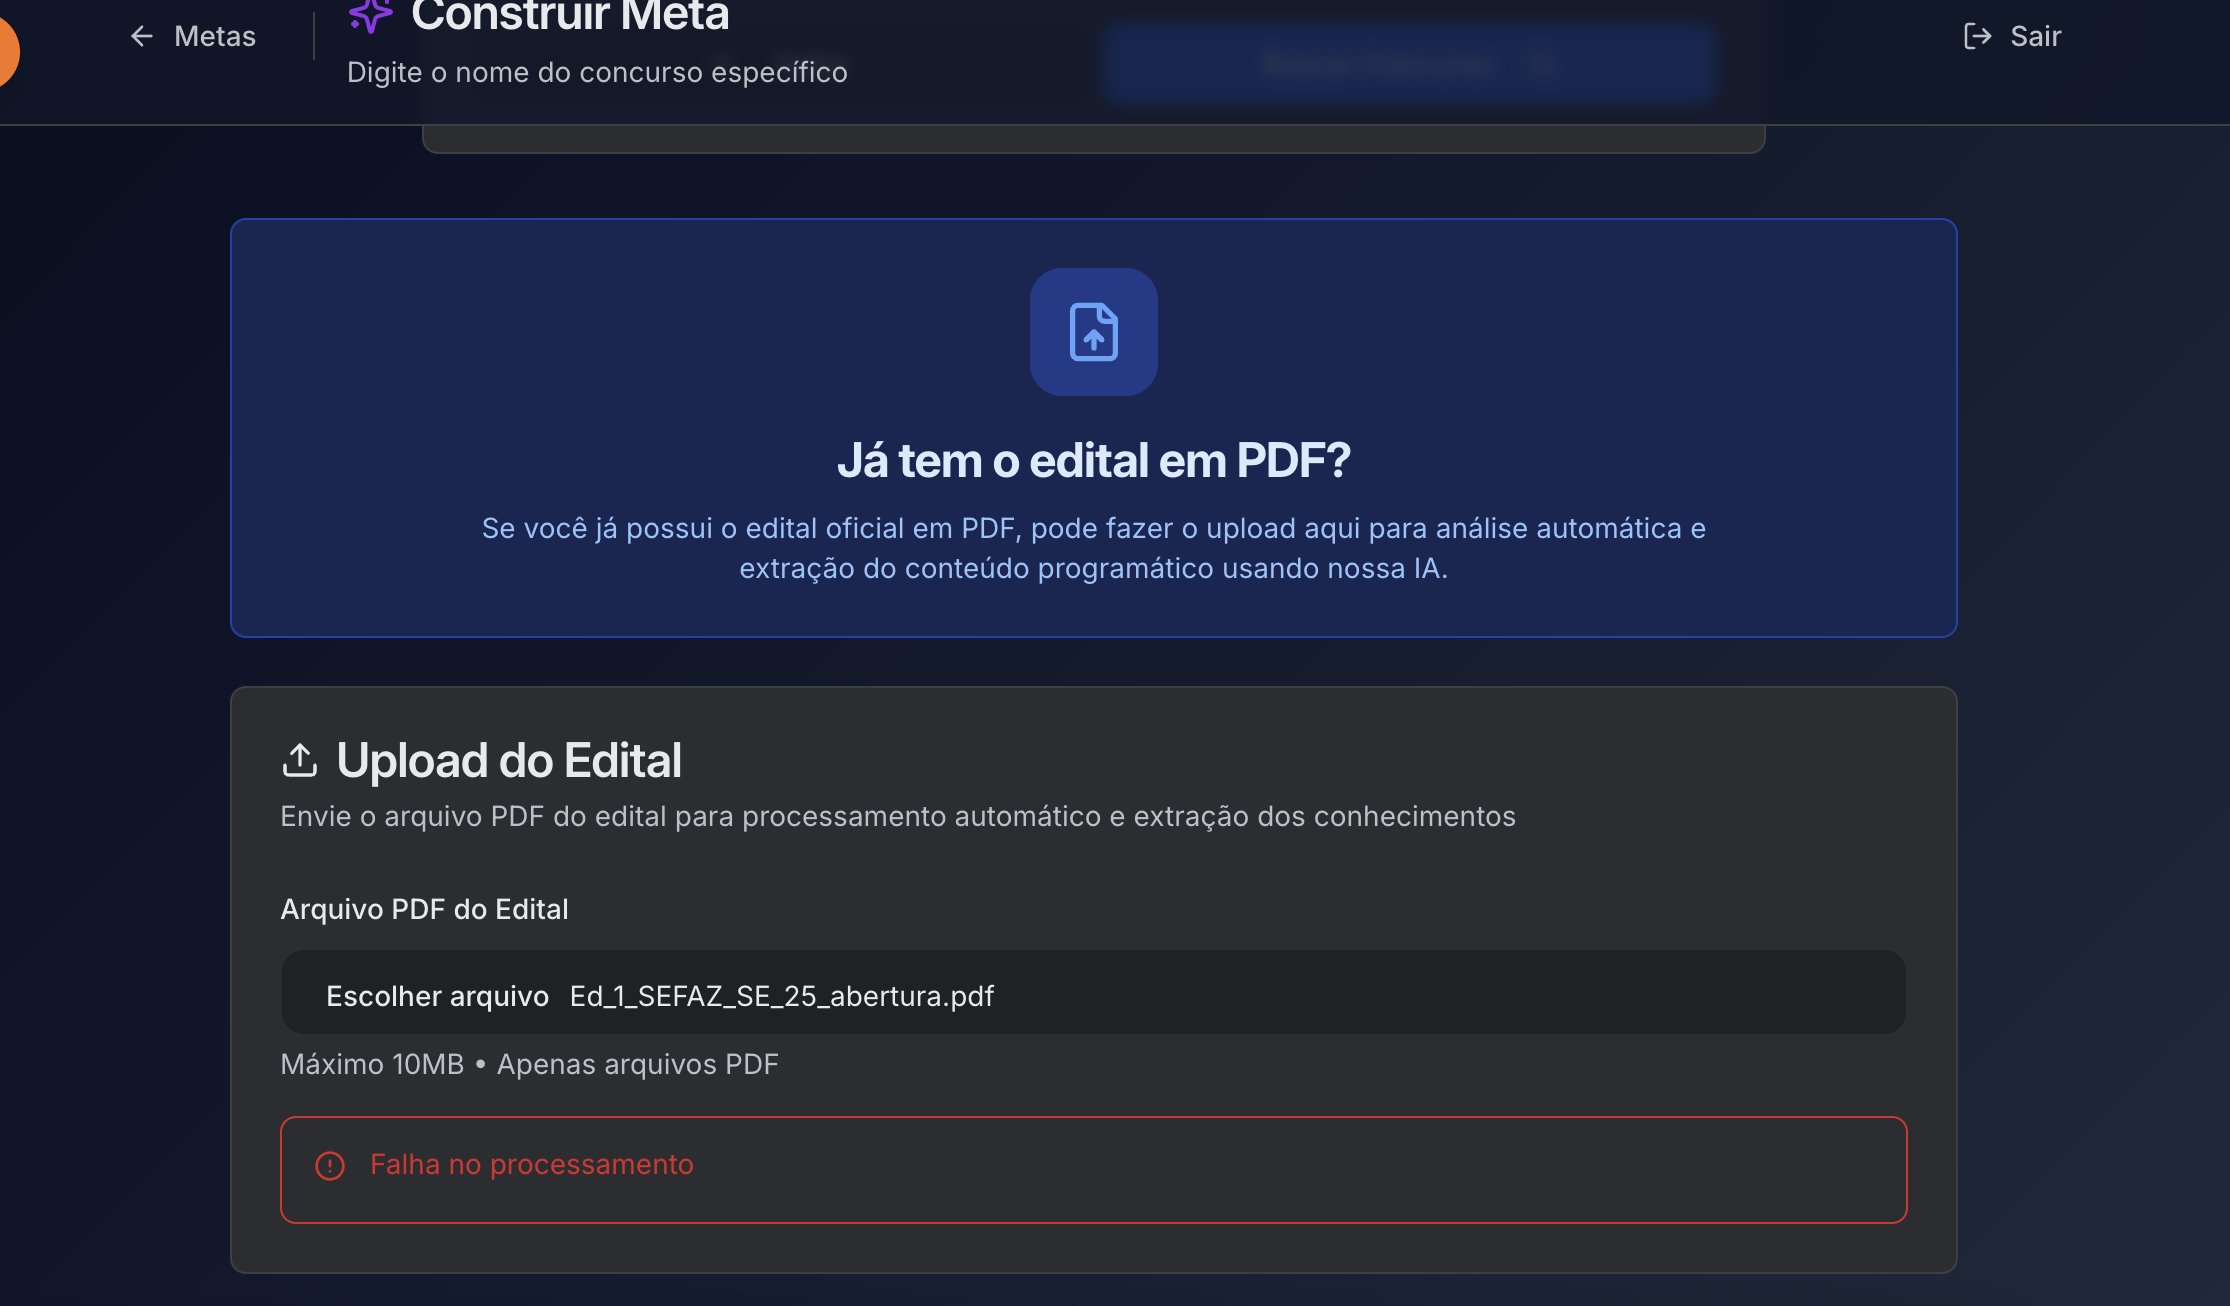 Metas
Construir Meta
Digite o nome do concurso específico
Sair
Já tem o edital em PDF?
Se você já possui o edital oficial em PDF, pode fazer o upload aqui para análise automática e
extração do conteúdo programático usando nossa IA.
Upload do Edital
Envie o arquivo PDF do edital para processamento automático e extração dos conhecimentos
Arquivo PDF do Edital
Escolher arquivo Ed_1_SEFAZ_SE_25_abertura.pdf
Máximo 10MB • Apenas arquivos PDF
Falha no processamento